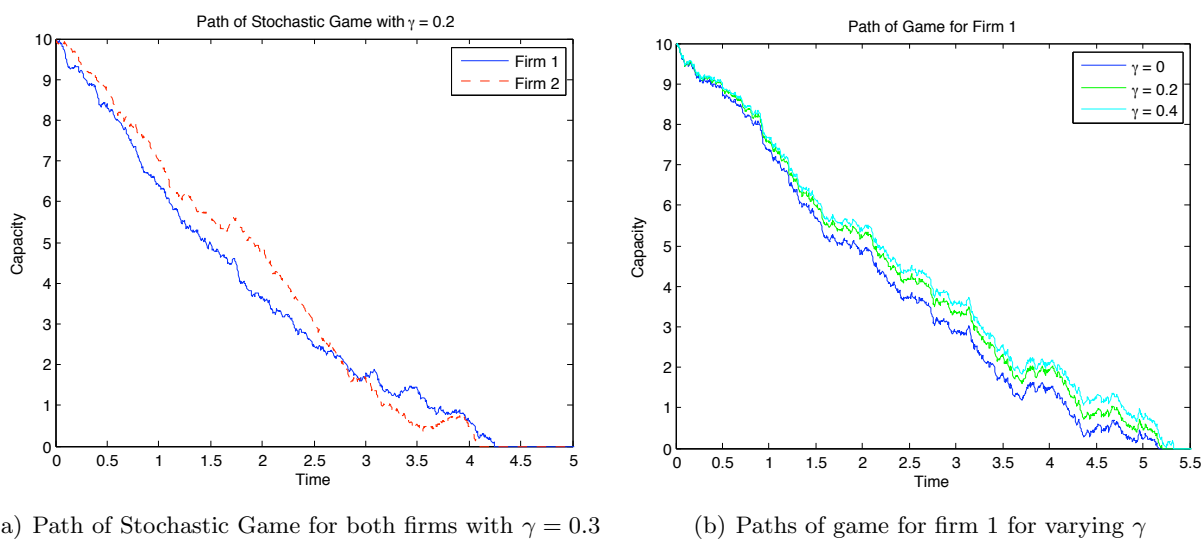 Path of Stochastic Game with γ = 0.2
10
9
8
7
6
5
4
3
2
1
0
Capacity
Firm 1
Firm 2
0 0.5 1 1.5 2 2.5 3 3.5 4 4.5 5
Time
a) Path of Stochastic Game for both firms with γ = 0.3
Path of Game for Firm 1
10
9
8
7
6
5
4
3
2
1
0
Capacity
γ = 0
γ = 0.2
γ = 0.4
0 0.5 1 1.5 2 2.5 3 3.5 4 4.5 5 5.5
Time
(b) Paths of game for firm 1 for varying γ